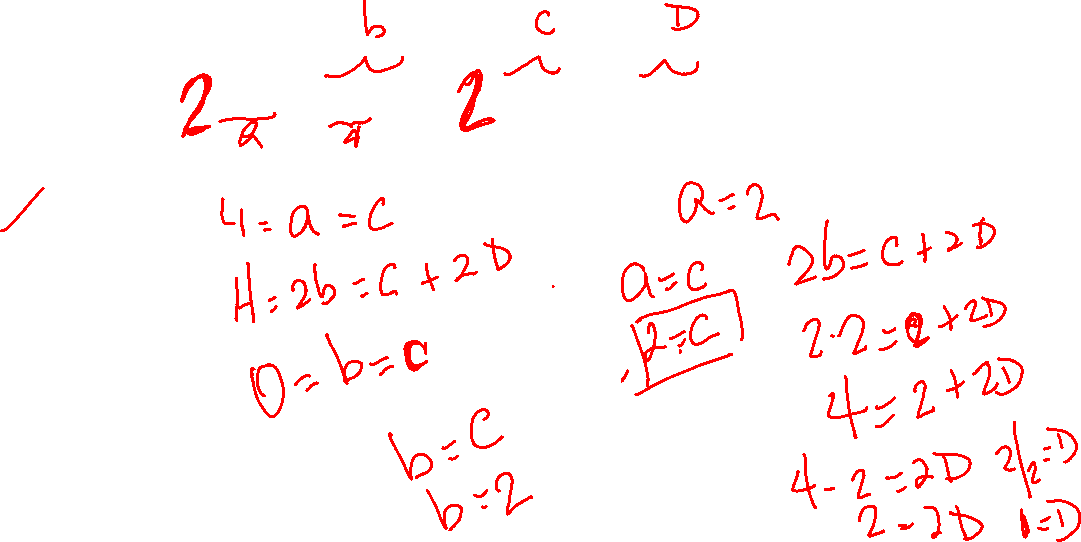 b C D
2 a 2
4 = a = C
a = 2
H = 2b = C + 2D
a = C
2b = C + 2D
2 = C
2 · 2 = 2 + 2D
0 = b = C
4 = 2 + 2D
b = C
4 - 2 = 2D 2/2 = D
b = 2
2 = 2D 1 = D